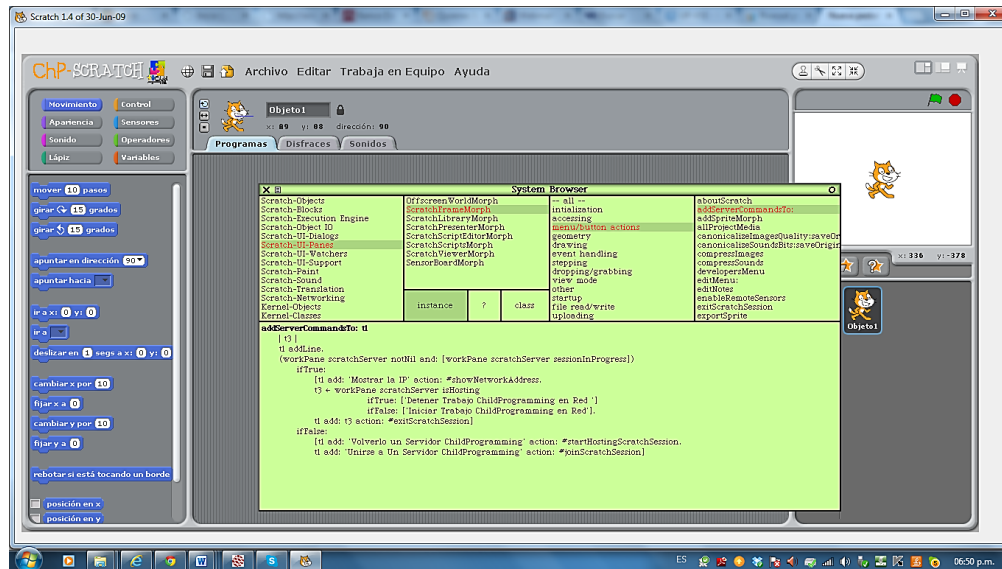 Scratch 1.4 of 30-Jun-09
ChP-SCRATCH
Archivo Editar Trabaja en Equipo Ayuda
Movimiento
Control
Apariencia
Sensores
Sonido
Operadores
Lápiz
Variables
Objeto1
x: 89 y: 08 dirección: 90
Programas
Disfraces
Sonidos
mover 10 pasos
girar 15 grados
girar 15 grados
apuntar en dirección 90
apuntar hacia
ir a x: 0 y: 0
ir a
deslizar en 1 segs a x: 0 y: 0
cambiar x por 10
fijar x a 0
cambiar y por 10
fijar y a 0
rebotar si está tocando un borde
posición en x
posición en y
System Browser
Scratch-Objects
Scratch-Blocks
Scratch-Execution Engine
Scratch-Object IO
Scratch-UI-Dialogs
Scratch-UI-Panes
Scratch-UI-Watchers
Scratch-UI-Support
Scratch-Paint
Scratch-Sound
Scratch-Translation
Scratch-Networking
Kernel-Objects
Kernel-Classes
OffscreenWorldMorph
ScratchFrameMorph
ScratchLibraryMorph
ScratchPresenterMorph
ScratchScriptEditorMorph
ScratchScriptsMorph
ScratchViewerMorph
SensorBoardMorph
instance
?
class
-- all --
intialization
accessing
menu/button actions
geometry
drawing
event handling
stepping
dropping/grabbing
view mode
other
startup
file read/write
uploading
aboutScratch
addServerCommandsTo:
addSpriteMorph
allProjectMedia
canonicalizeImagesQuality:saveOr
canonicalizeSoundsBits:saveOrigin
compressImages
compressSounds
developersMenu
editMenu:
editNotes
enableRemoteSensors
exitScratchSession
exportSprite
addServerCommandsTo: t1
| t3 |
t1 addLine.
(workPane scratchServer notNil and: [workPane scratchServer sessionInProgress])
ifTrue:
[t1 add: 'Mostrar la IP' action: #showNetworkAddress.
t3 ← workPane scratchServer isHosting
ifTrue: ['Detener Trabajo ChildProgramming en Red ']
ifFalse: ['Iniciar Trabajo ChildProgramming en Red'].
t1 add: t3 action: #exitScratchSession]
ifFalse:
[t1 add: 'Volverlo un Servidor ChildProgramming' action: #startHostingScratchSession.
t1 add: 'Unirse a Un Servidor ChildProgramming' action: #joinScratchSession]
x: 336 y: -378
Objeto1
ES
06:50 p.m.